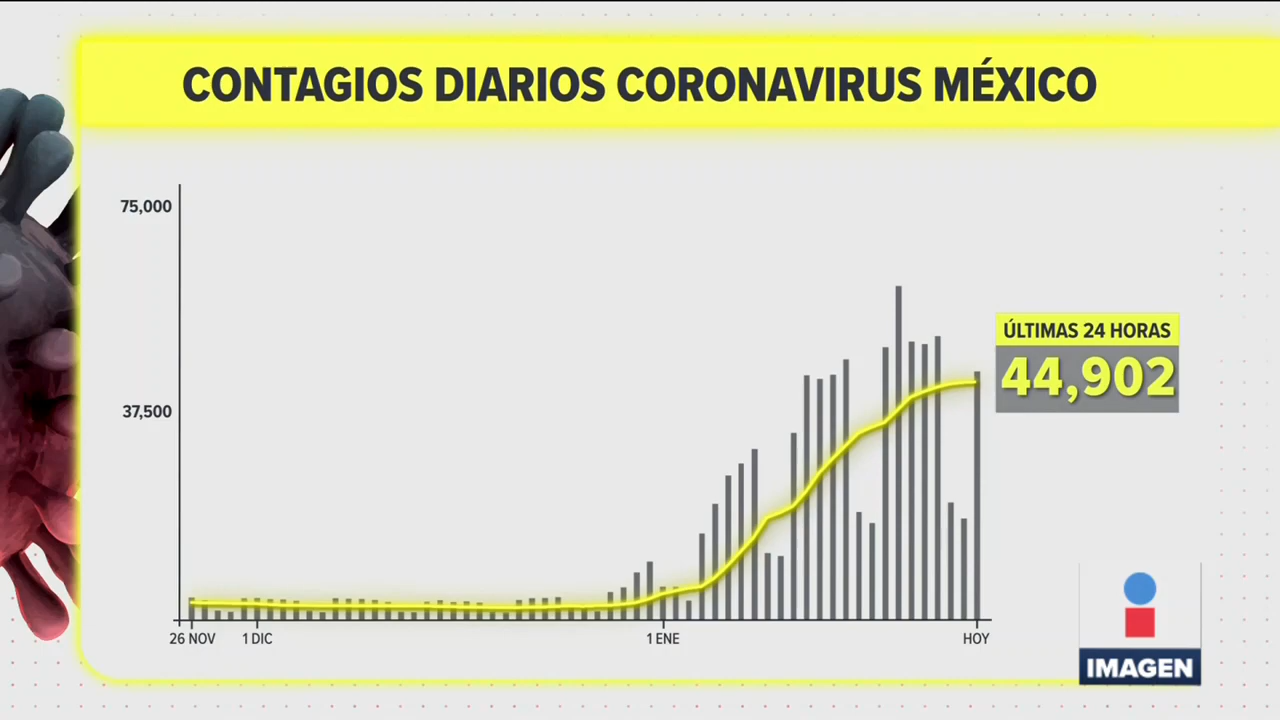 CONTAGIOS DIARIOS CORONAVIRUS MÉXICO
75,000
37,500
ÚLTIMAS 24 HORAS
44,902
26 NOV
1 DIC
1 ENE
HOY
IMAGEN